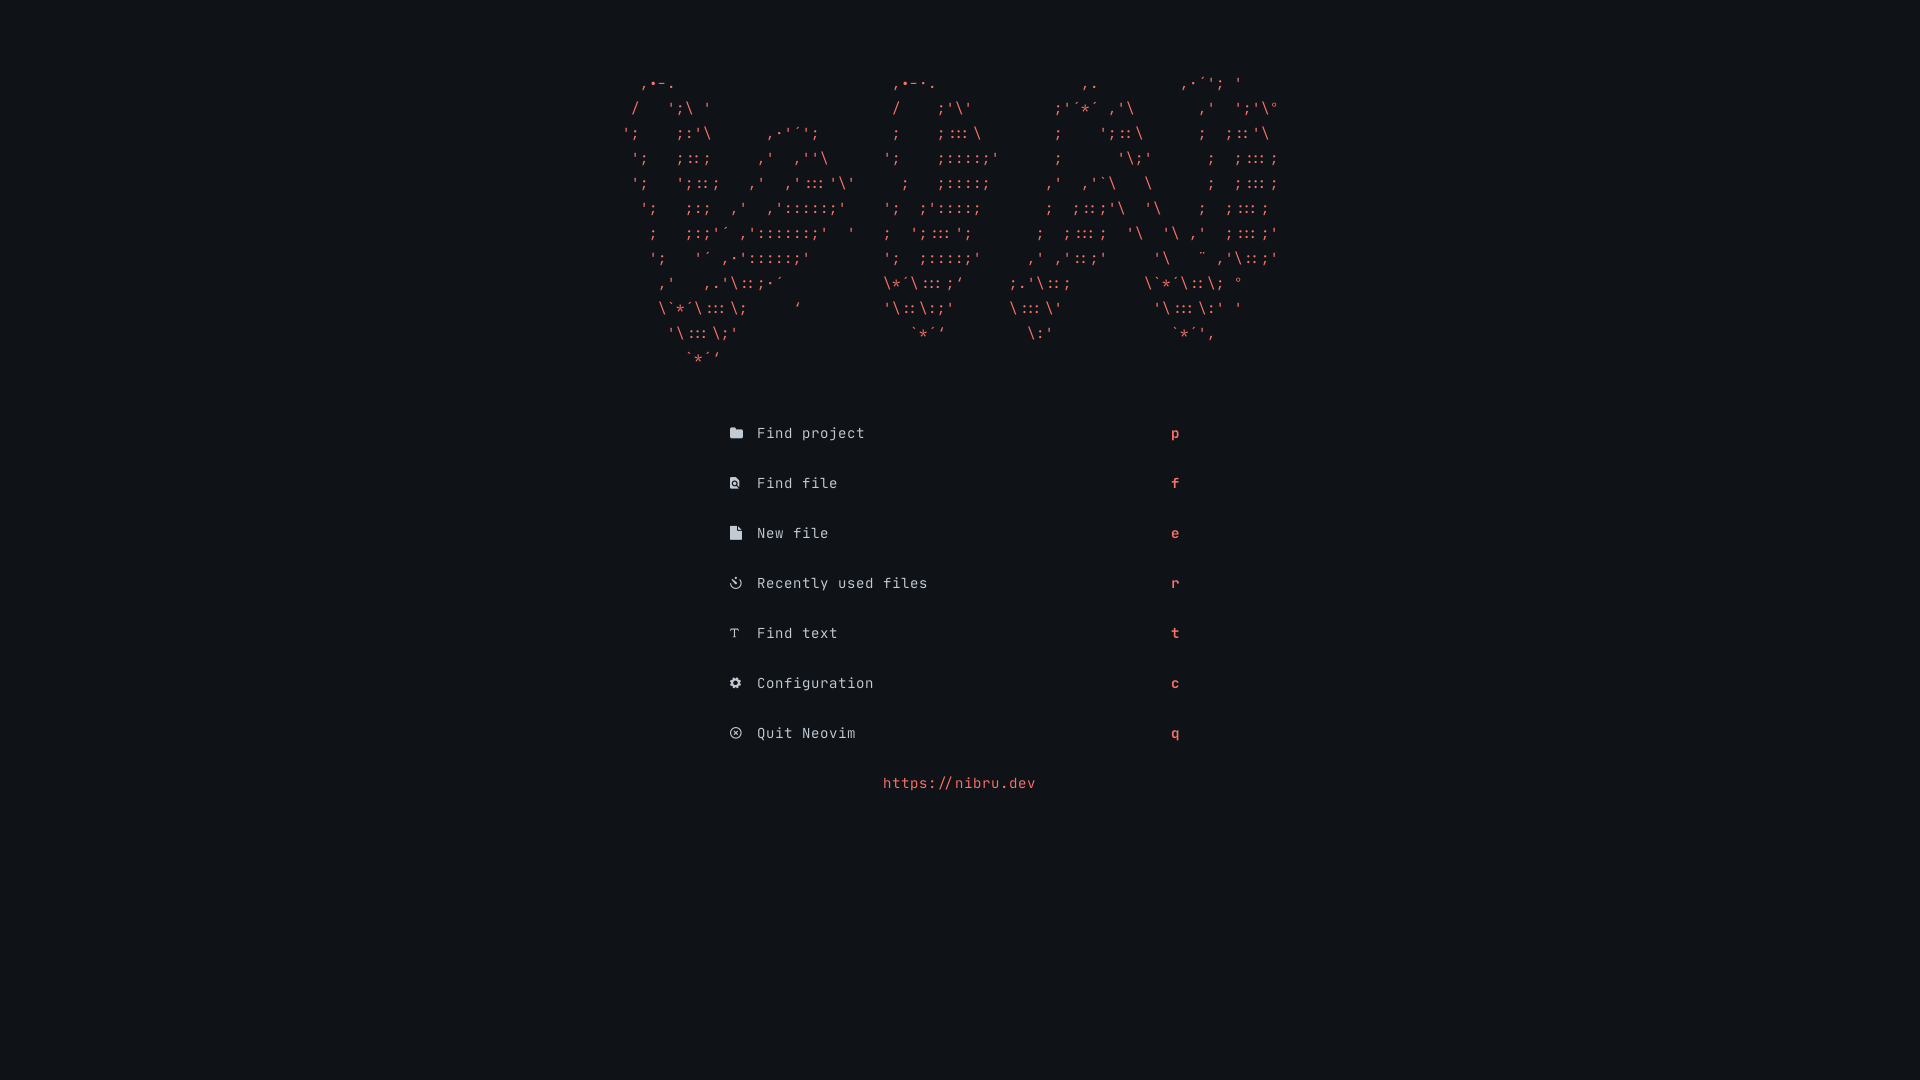 Find project p
Find file f
New file e
Recently used files r
Find text t
Configuration c
Quit Neovim q
https://nibru.dev